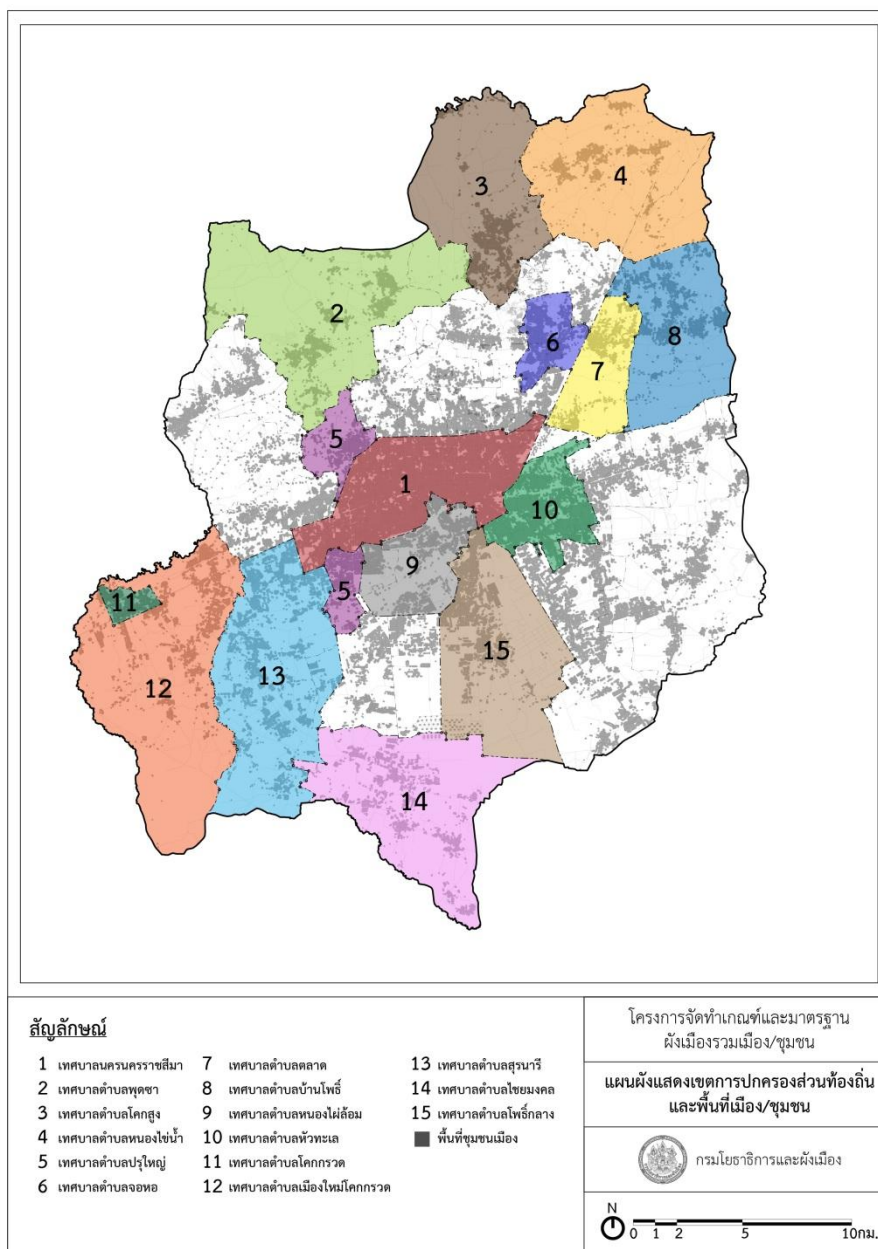 3
4
2
6
7
8
5
1
10
9
5
11
12
13
15
14
สัญลักษณ์
1 เทศบาลนครนครราชสีมา
2 เทศบาลตำบลพุดซา
3 เทศบาลตำบลโคกสูง
4 เทศบาลตำบลหนองไข่น้ำ
5 เทศบาลตำบลปรุใหญ่
6 เทศบาลตำบลจอหอ
7 เทศบาลตำบลตลาด
8 เทศบาลตำบลบ้านโพธิ์
9 เทศบาลตำบลหนองไผ่ล้อม
10 เทศบาลตำบลหัวทะเล
11 เทศบาลตำบลโคกกรวด
12 เทศบาลตำบลเมืองใหม่โคกกรวด
13 เทศบาลตำบลสุรนารี
14 เทศบาลตำบลไชยมงคล
15 เทศบาลตำบลโพธิ์กลาง
พื้นที่ชุมชนเมือง
โครงการจัดทำเกณฑ์และมาตรฐาน
ผังเมืองรวมเมือง/ชุมชน
แผนผังแสดงเขตการปกครองส่วนท้องถิ่น
และพื้นที่เมือง/ชุมชน
กรมโยธาธิการและผังเมือง
N
0 1 2 5 10กม.